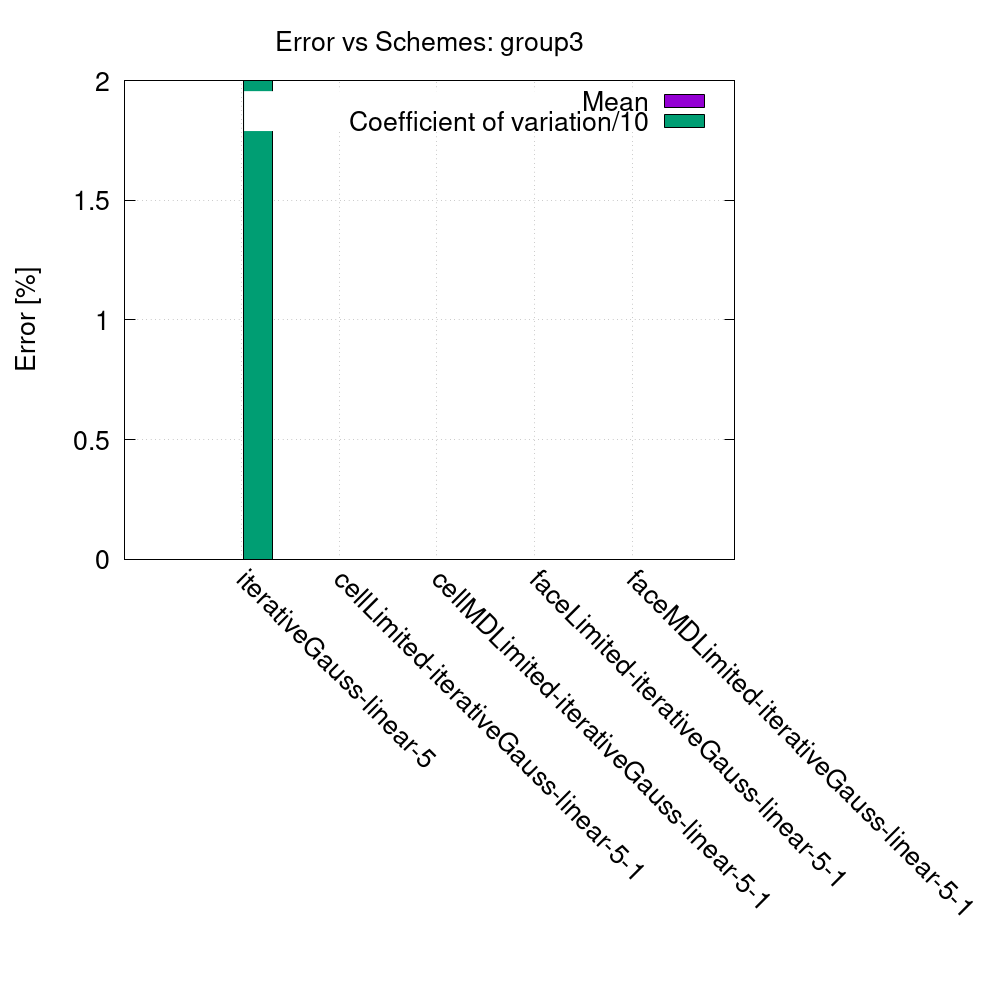 Error vs Schemes: group3
Mean
Coefficient of variation/10
2
1.5
1
0.5
0
Error [%]
iterativeGauss-linear-5
cellLimited-iterativeGauss-linear-5-1
cellMDLimited-iterativeGauss-linear-5-1
faceLimited-iterativeGauss-linear-5-1
faceMDLimited-iterativeGauss-linear-5-1